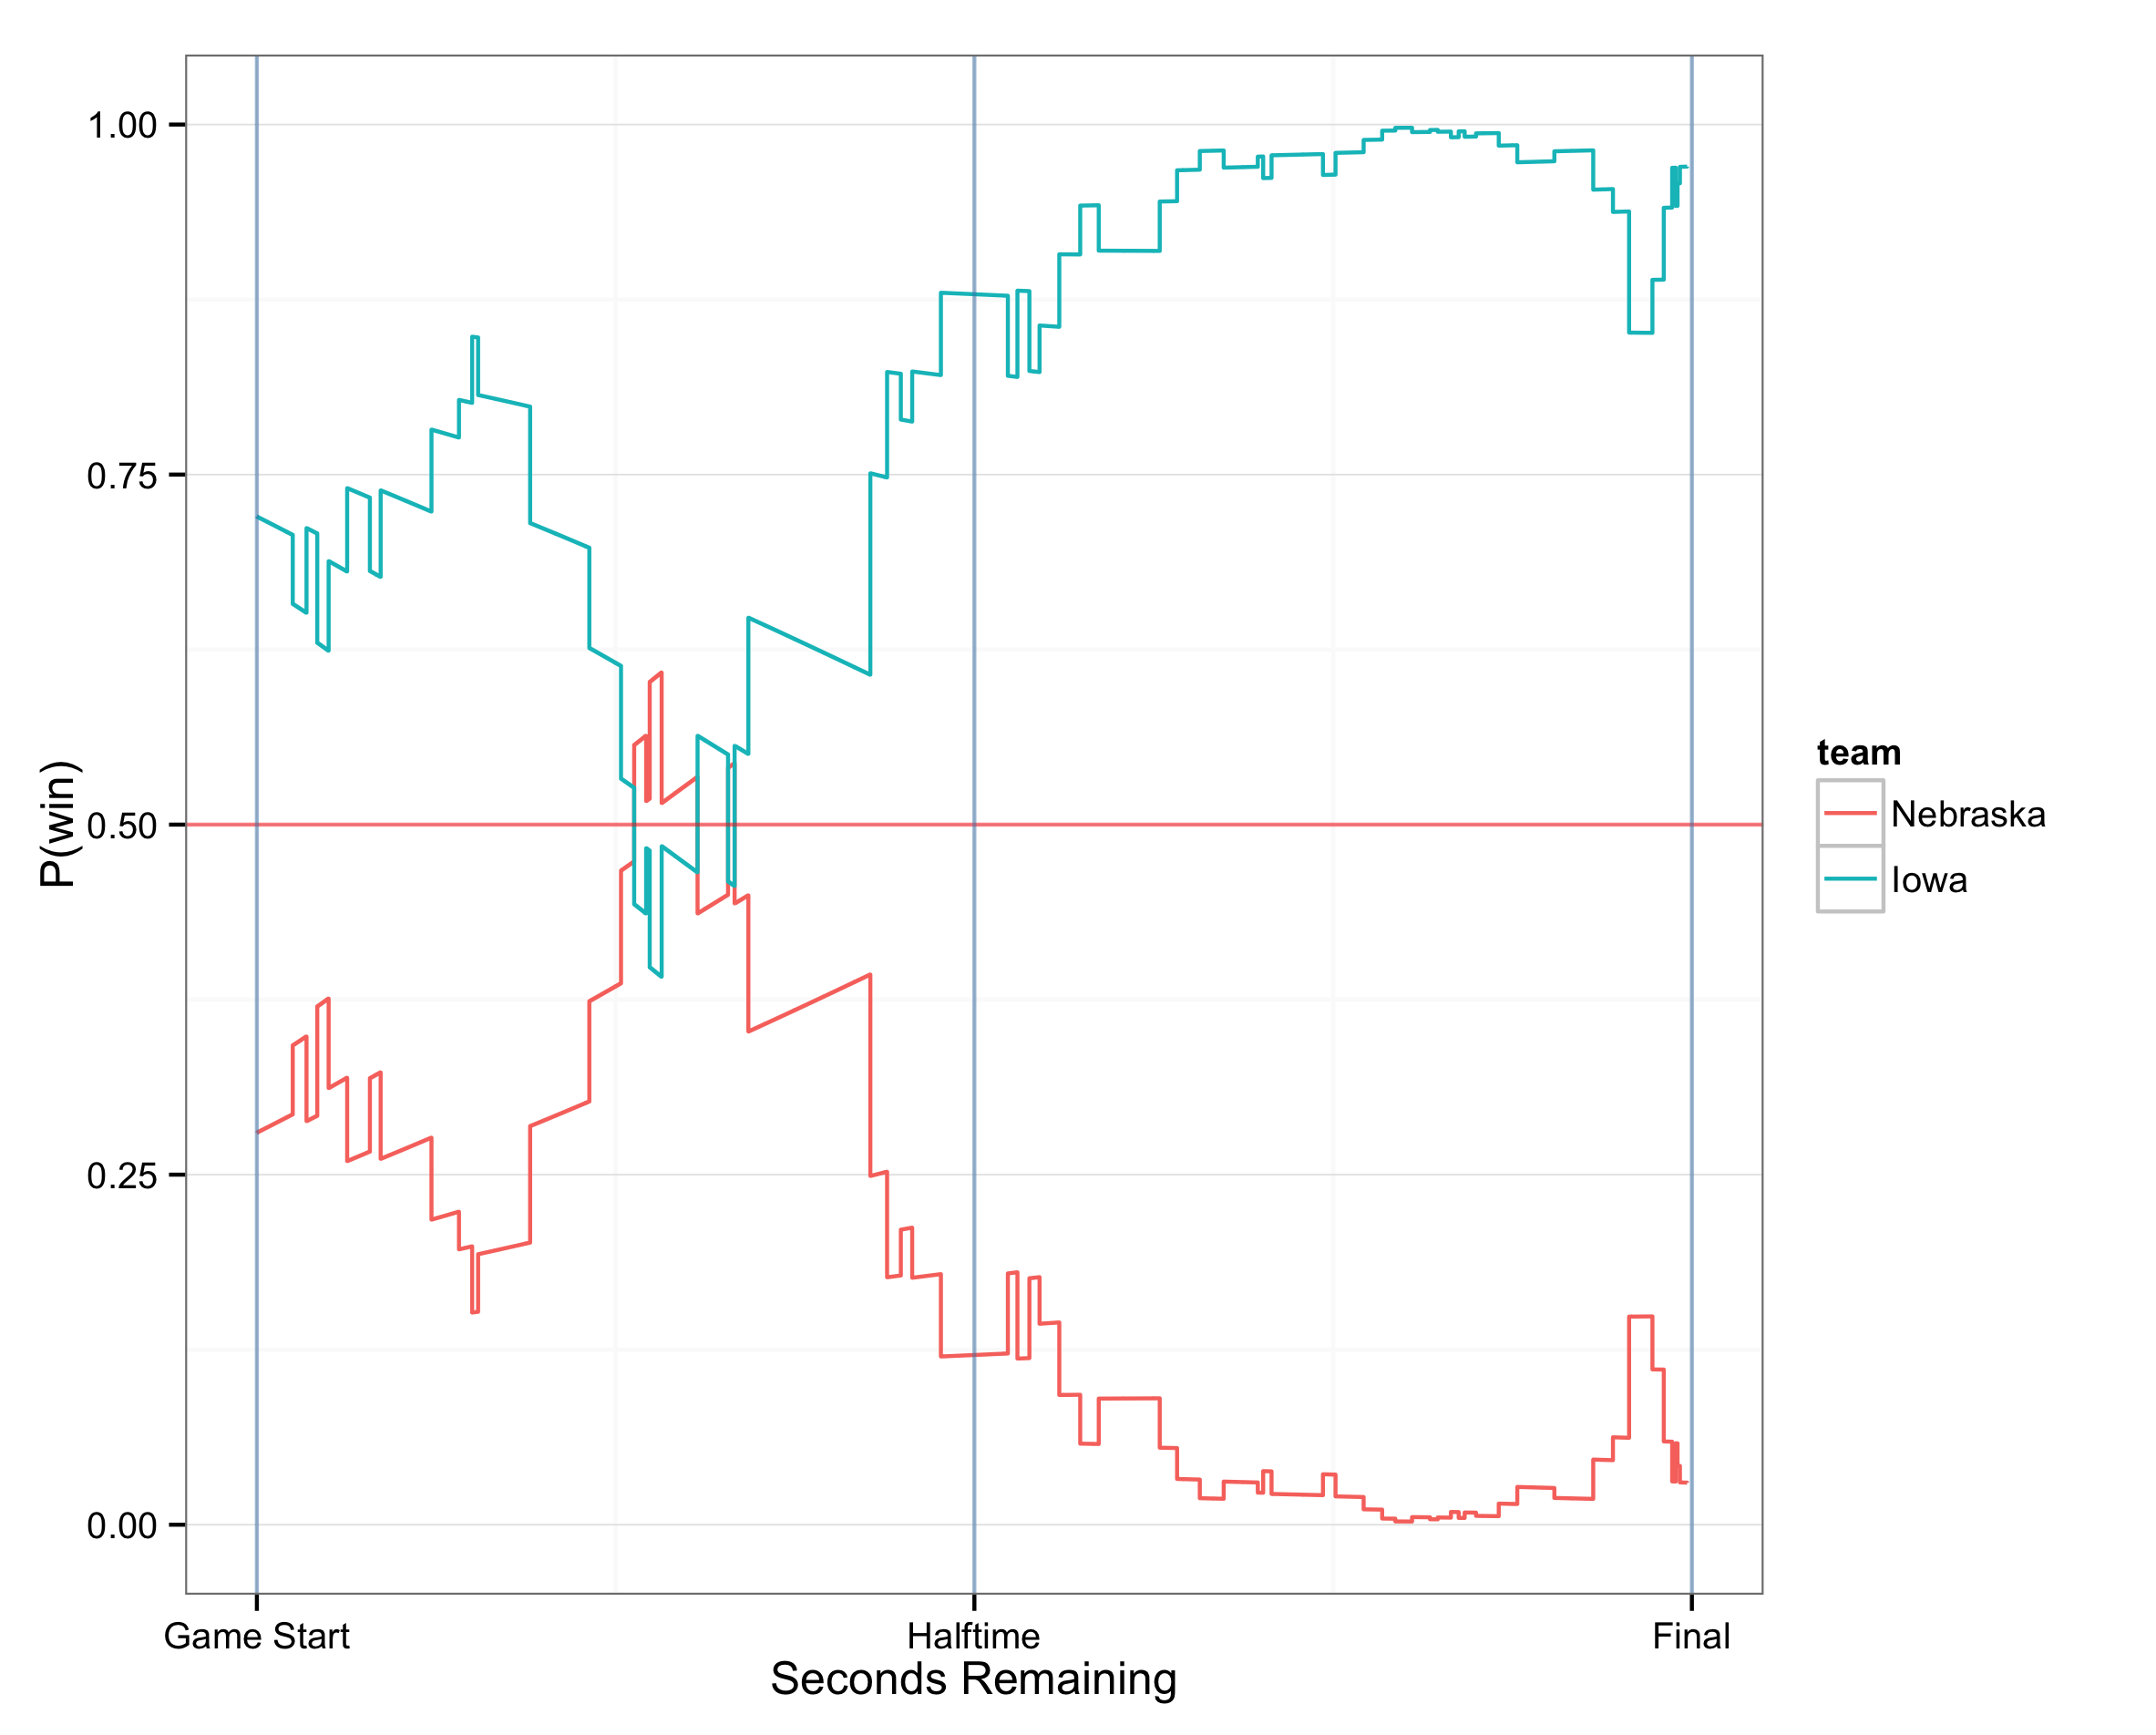 1.00
0.75
0.50
0.25
0.00
P(win)
Game Start
Halftime
Final
Seconds Remaining
team
Nebraska
Iowa